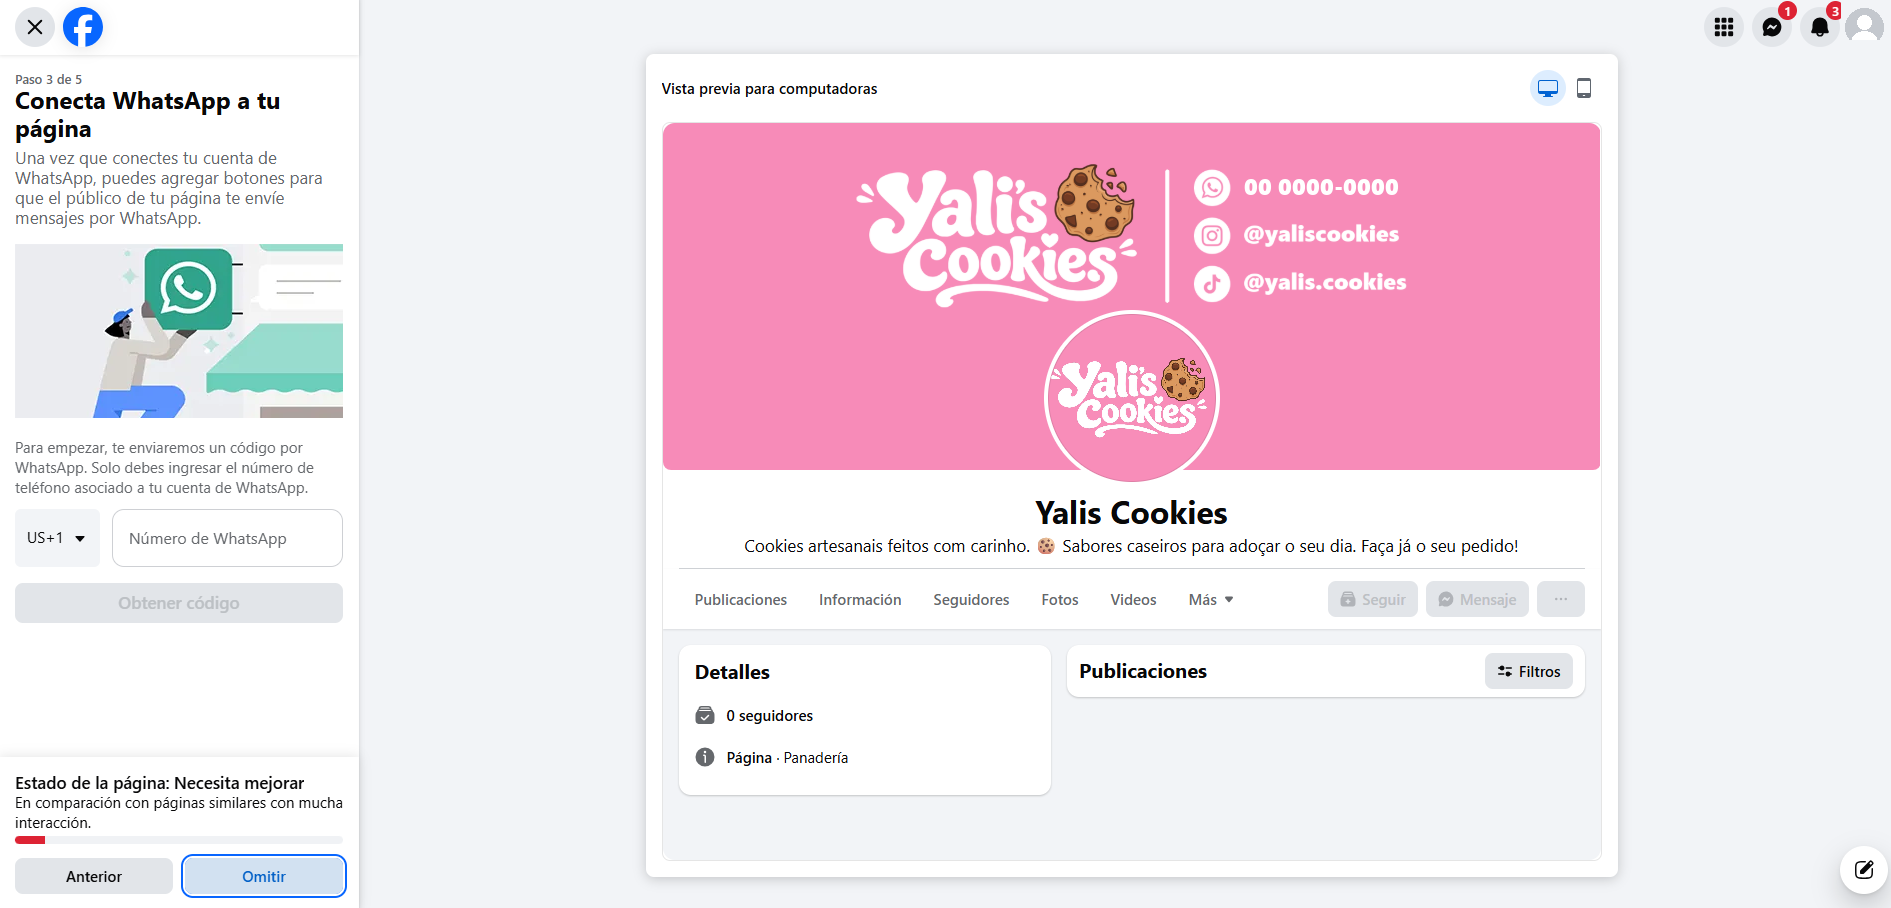 1
3
Paso 3 de 5
Conecta WhatsApp a tu
página
Una vez que conectes tu cuenta de
WhatsApp, puedes agregar botones para
que el público de tu página te envíe
mensajes por WhatsApp.
Para empezar, te enviaremos un código por
WhatsApp. Solo debes ingresar el número de
teléfono asociado a tu cuenta de WhatsApp.
US+1
Número de WhatsApp
Obtener código
Estado de la página: Necesita mejorar
En comparación con páginas similares con mucha
interacción.
Anterior
Omitir
Vista previa para computadoras
Yali's
Cookies
00 0000-0000
@yaliscookies
@yalis.cookies
Yali's
Cookies
Yalis Cookies
Cookies artesanais feitos com carinho. 🍪 Sabores caseiros para adoçar o seu dia. Faça já o seu pedido!
Publicaciones
Información
Seguidores
Fotos
Videos
Más
Seguir
Mensaje
Detalles
0 seguidores
Página · Panadería
Publicaciones
Filtros